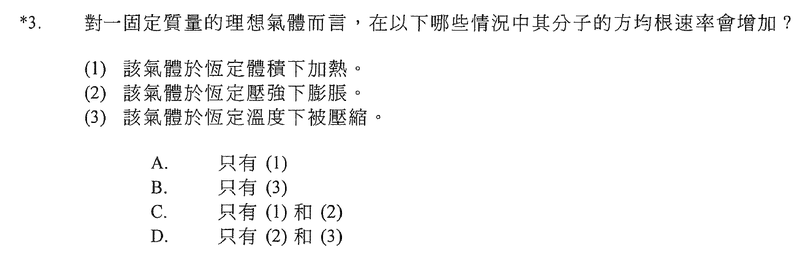 *3. 對一固定質量的理想氣體而言，在以下哪些情況中其分子的方均根速率會增加？
(1) 該氣體於恆定體積下加熱。
(2) 該氣體於恆定壓強下膨脹。
(3) 該氣體於恆定溫度下被壓縮。
A. 只有 (1)
B. 只有 (3)
C. 只有 (1) 和 (2)
D. 只有 (2) 和 (3)